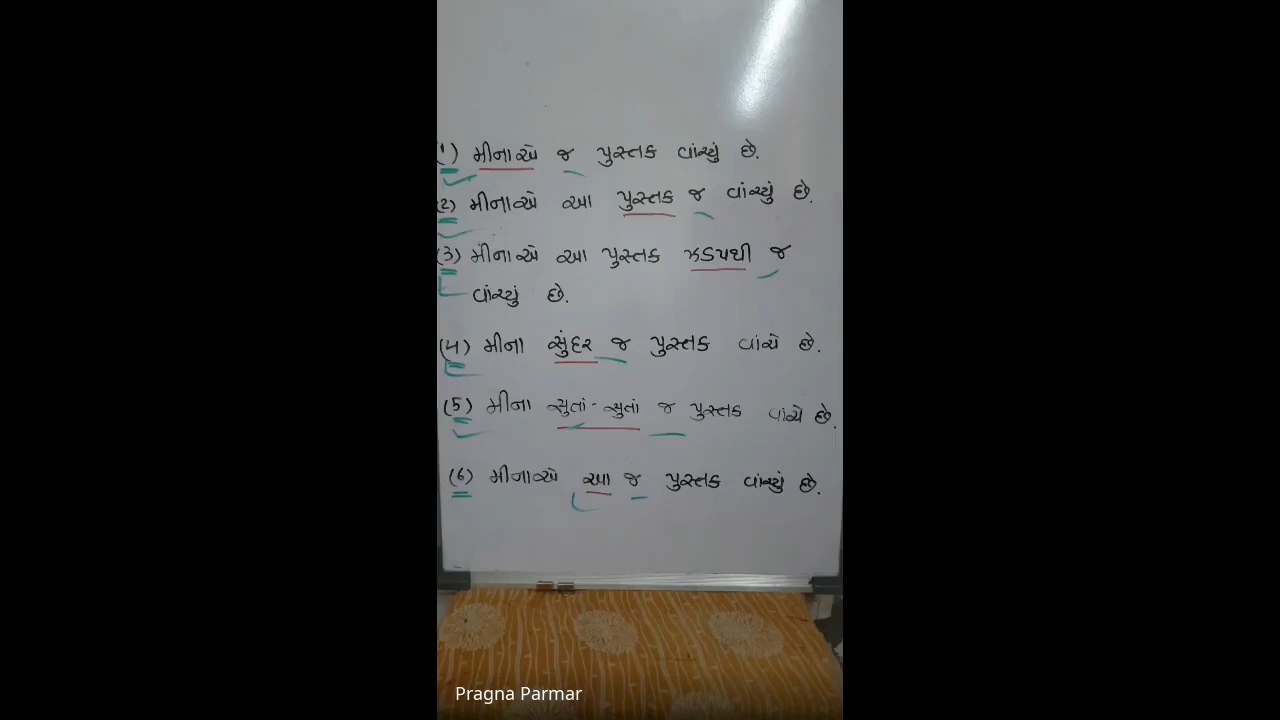 (1) મીનાએ જ પુસ્તક વાંચ્યું છે.
(2) મીનાએ આ પુસ્તક જ વાંચ્યું છે.
(3) મીનાએ આ પુસ્તક ઝડપથી જ
વાંચ્યું છે.
(4) મીના સુંદર જ પુસ્તક વાંચે છે.
(5) મીના સુતાં-સુતાં જ પુસ્તક વાંચે છે.
(6) મીનાએ આ જ પુસ્તક વાંચ્યું છે.
Pragna Parmar